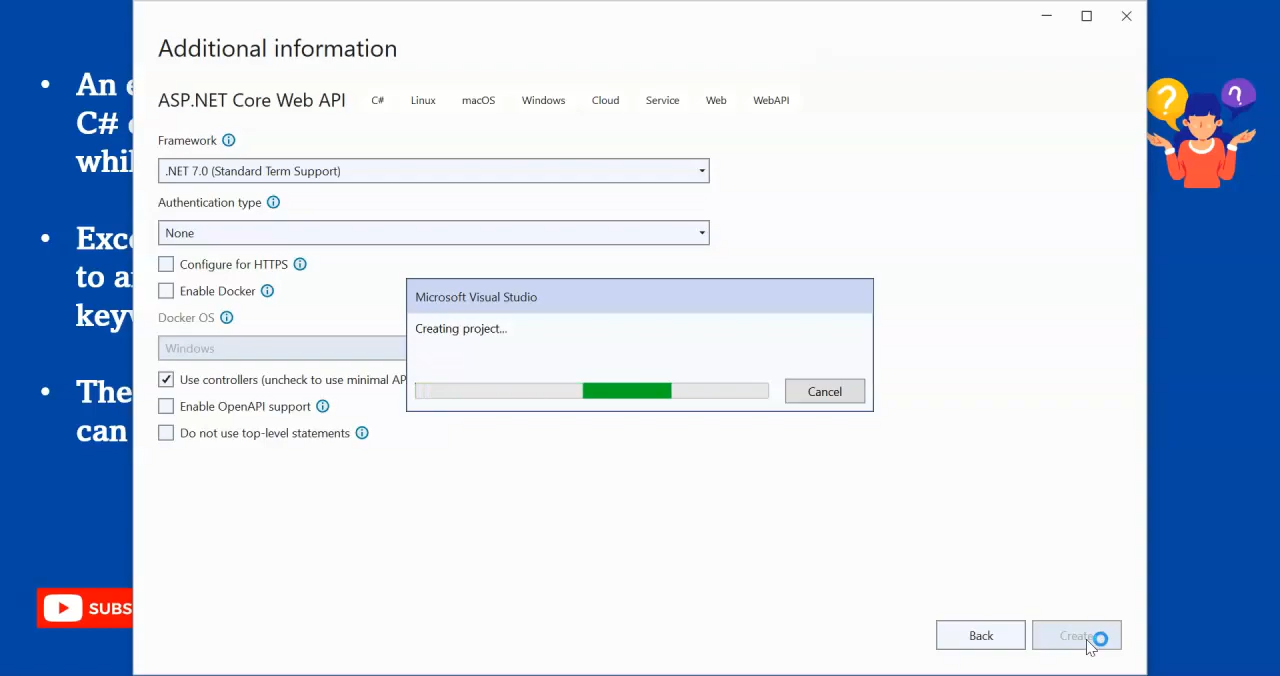 Additional information
ASP.NET Core Web API C# Linux macOS Windows Cloud Service Web WebAPI
Framework
.NET 7.0 (Standard Term Support)
Authentication type
None
Configure for HTTPS
Enable Docker
Docker OS
Windows
Use controllers (uncheck to use minimal AP
Enable OpenAPI support
Do not use top-level statements
Microsoft Visual Studio
Creating project...
Cancel
Back Create
An e
C#
whil
Exce
to a
keyw
The
can
SUBS